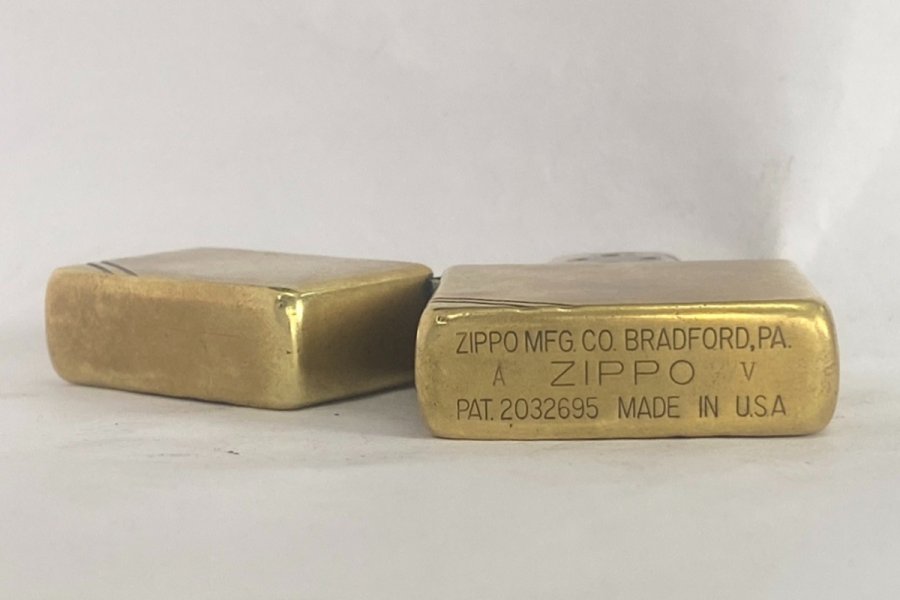 ZIPPO MFG. CO. BRADFORD, PA.
A ZIPPO V
PAT. 2032695 MADE IN U.S.A